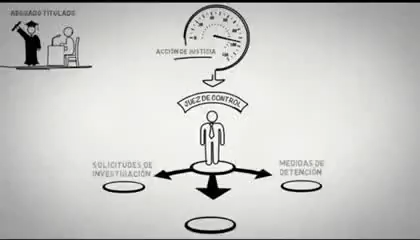 ABOGADO TITULADO
ACCIÓN DE JUSTICIA
JUEZ DE CONTROL
SOLICITUDES DE
INVESTIGACIÓN
MEDIDAS DE
DETENCIÓN